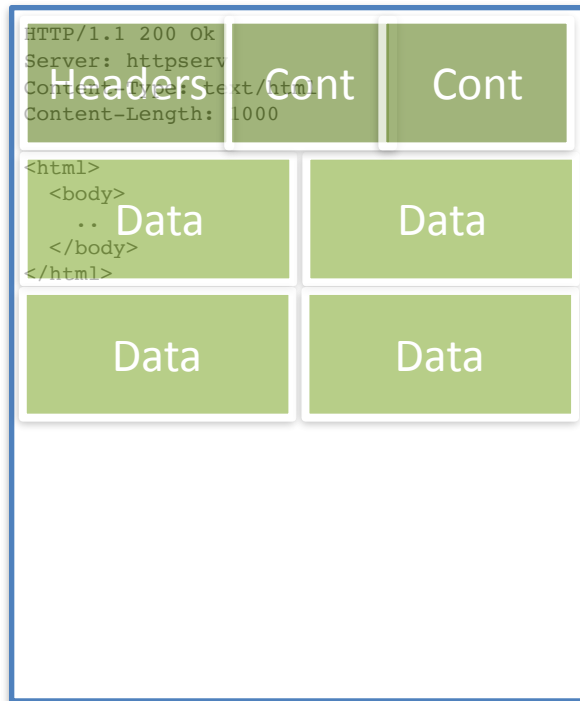 HTTP/1.1 200 Ok
Server: httpserv
Content-Type: text/html
Content-Length: 1000
Headers Cont Cont
<html>
<body>
..
</body>
</html>
Data Data
Data Data